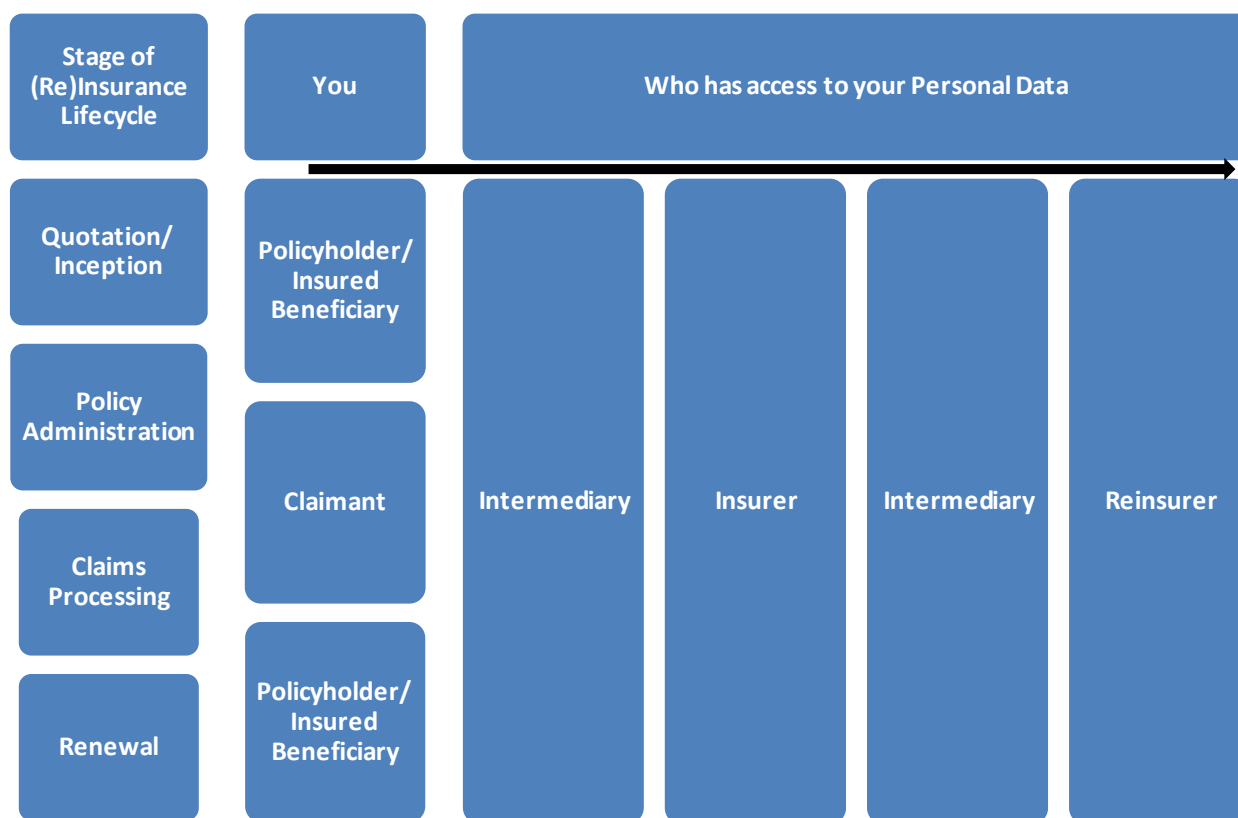 Stage of
(Re)Insurance
Lifecycle
You
Who has access to your Personal Data
Quotation/
Inception
Policy
Administration
Claims
Processing
Renewal
Policyholder/
Insured
Beneficiary
Claimant
Policyholder/
Insured
Beneficiary
Intermediary
Insurer
Intermediary
Reinsurer